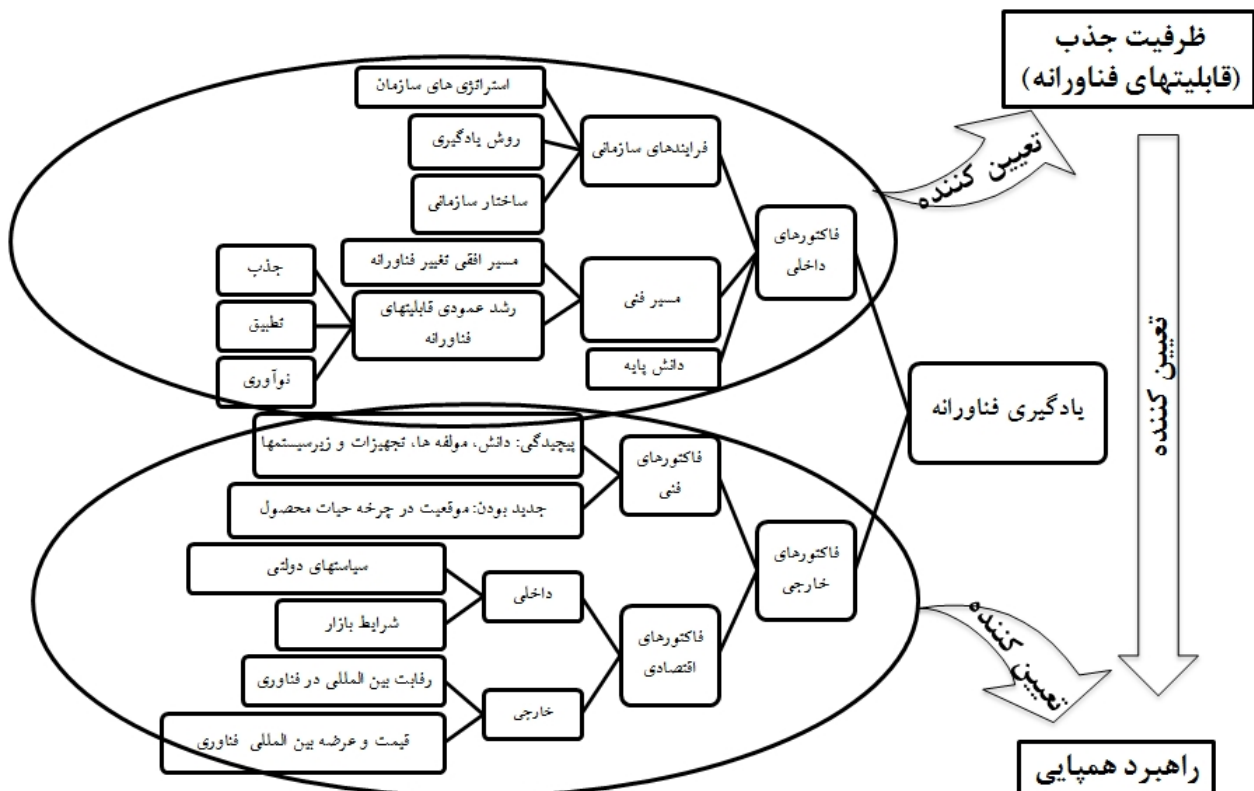 ظرفیت جذب
(قابلیتهای فناورانه)
تعیین کننده
تعیین کننده
راهبرد همپایی
تعیین کننده
یادگیری فناورانه
فاکتورهای
داخلی
فرایندهای سازمانی
استراتژی های سازمان
روش یادگیری
ساختار سازمانی
مسیر فنی
مسیر افقی تغییر فناورانه
رشد عمودی قابلیتهای
فناورانه
جذب
تطبیق
نوآوری
دانش پایه
فاکتورهای
خارجی
فاکتورهای
فنی
پیچیدگی: دانش، مولفه ها، تجهیزات و زیرسیستمها
جدید بودن: موقعیت در چرخه حیات محصول
فاکتورهای
اقتصادی
داخلی
سیاستهای دولتی
شرایط بازار
خارجی
رقابت بین المللی در فناوری
قیمت و عرضه بین المللی فناوری